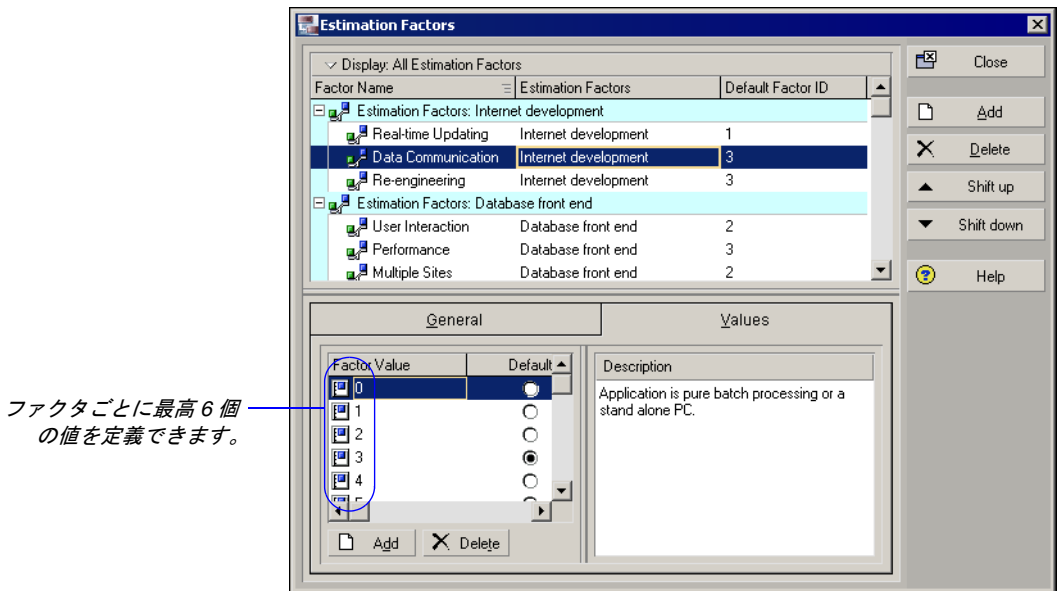 Estimation Factors
Display: All Estimation Factors
Factor Name Estimation Factors Default Factor ID
Estimation Factors: Internet development
Real-time Updating Internet development 1
Data Communication Internet development 3
Re-engineering Internet development 3
Estimation Factors: Database front end
User Interaction Database front end 2
Performance Database front end 3
Multiple Sites Database front end 2
Close
Add
Delete
Shift up
Shift down
Help
General
Values
Factor Value Default
0
1
2
3
4
Add
Delete
Description
Application is pure batch processing or a
stand alone PC.
ファクタごとに最高 6 個
の値を定義できます。